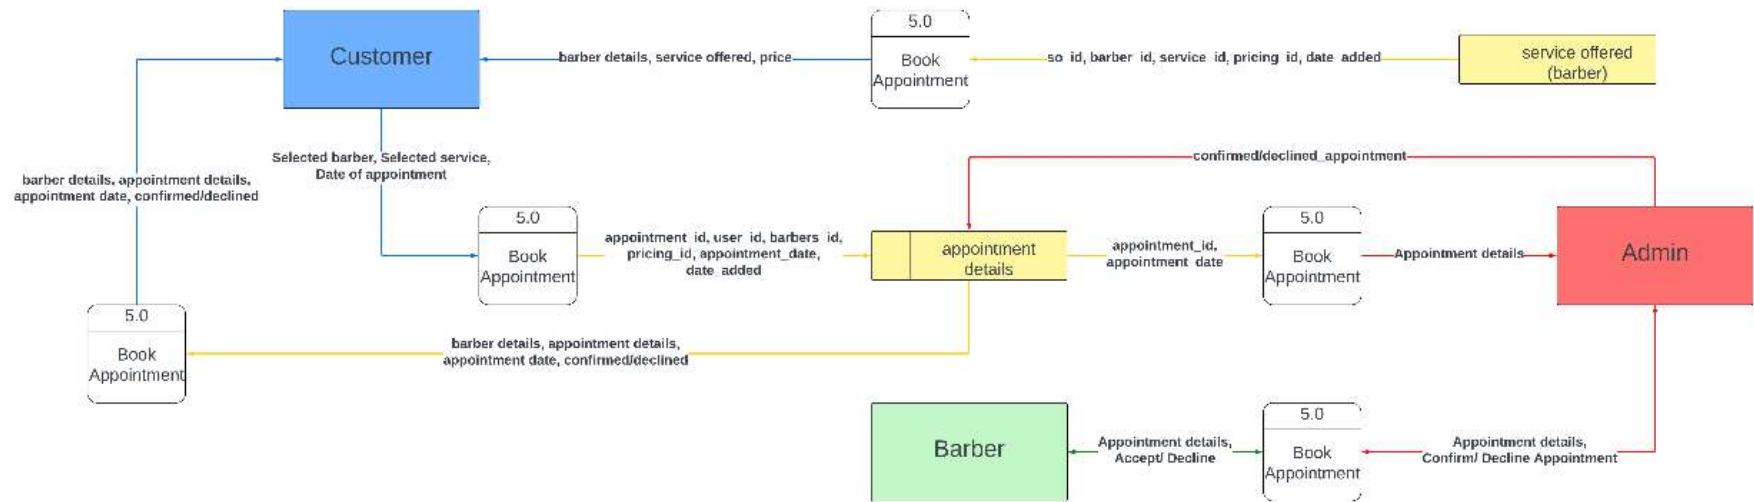 Customer
barber details, service offered, price
5.0
Book
Appointment
so_id, barber_id, service_id, pricing_id, date_added
service offered
(barber)
barber details, appointment details,
appointment date, confirmed/declined
Selected barber, Selected service,
Date of appointment
confirmed/declined_appointment
5.0
Book
Appointment
appointment_id, user_id, barbers_id,
pricing_id, appointment_date,
date_added
appointment
details
appointment_id,
appointment_date
5.0
Book
Appointment
Appointment details
Admin
5.0
Book
Appointment
barber details, appointment details,
appointment date, confirmed/declined
Barber
Appointment details,
Accept/ Decline
5.0
Book
Appointment
Appointment details,
Confirm/ Decline Appointment